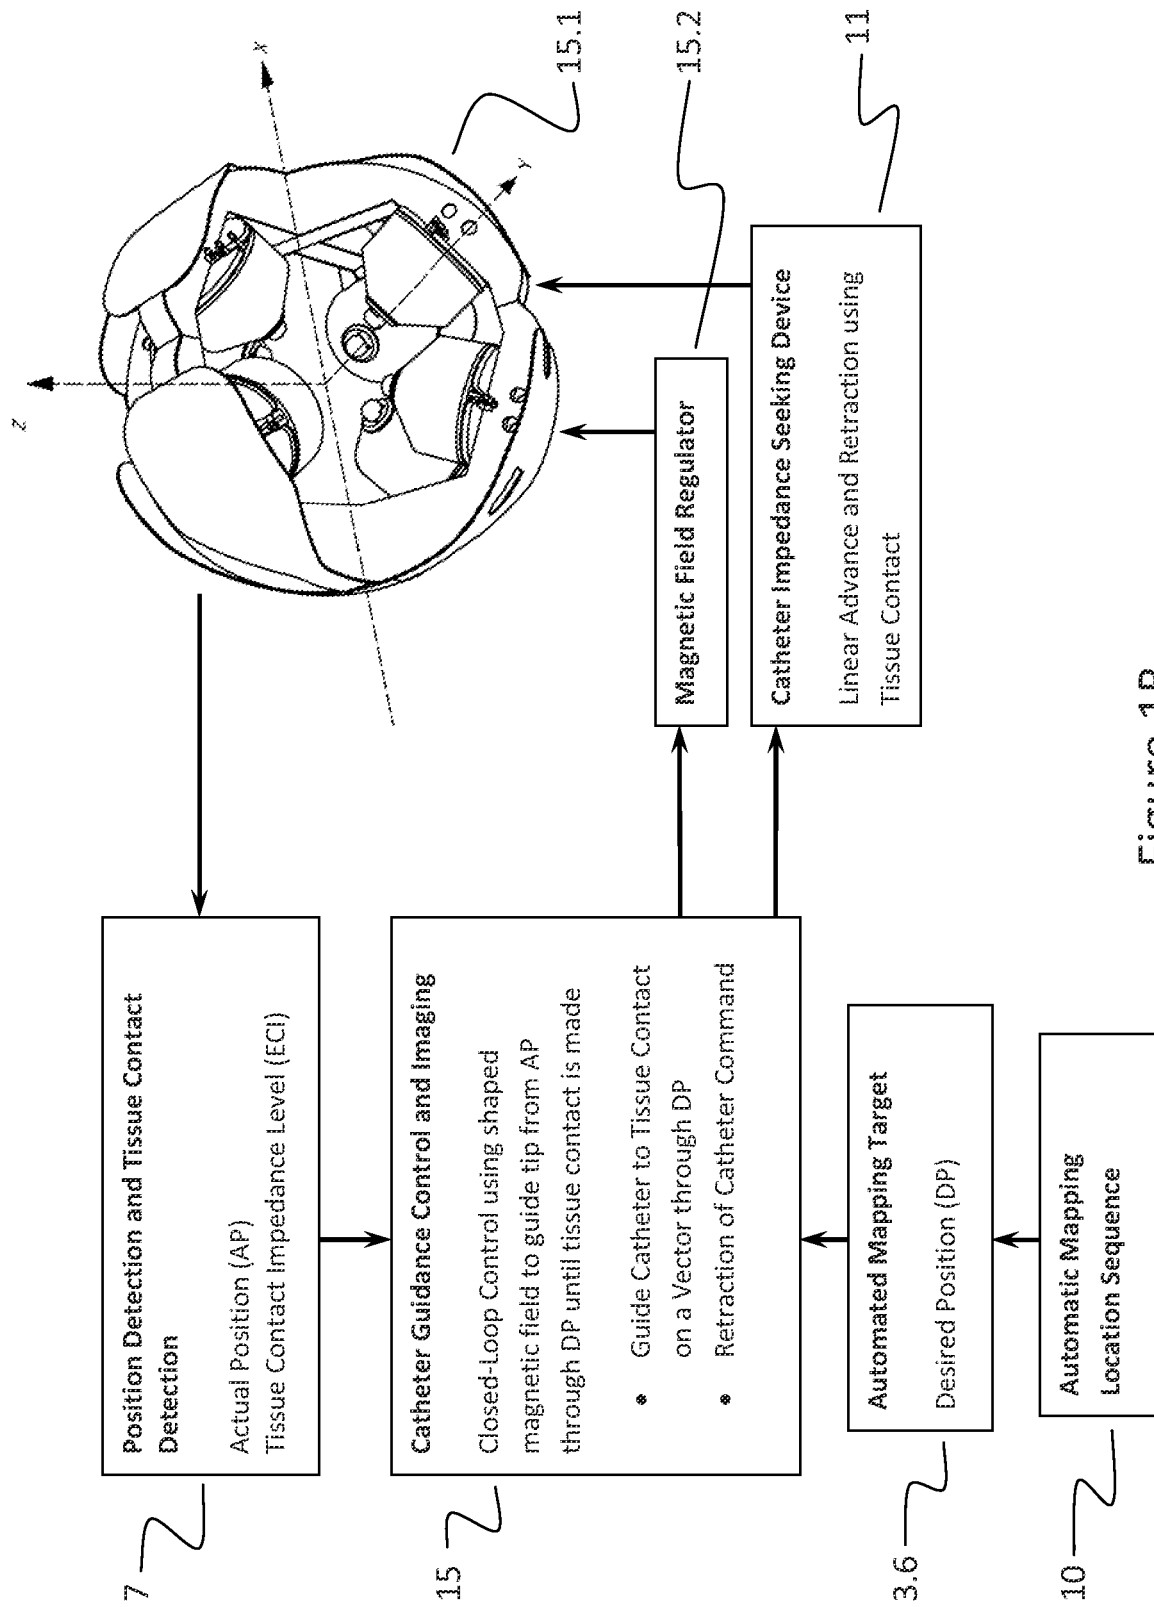 7
Position Detection and Tissue Contact
Detection
Actual Position (AP)
Tissue Contact Impedance Level (ECI)
15
Catheter Guidance Control and Imaging
Closed-Loop Control using shaped
magnetic field to guide tip from AP
through DP until tissue contact is made
• Guide Catheter to Tissue Contact
on a Vector through DP
• Retraction of Catheter Command
3.6
Automated Mapping Target
Desired Position (DP)
10
Automatic Mapping
Location Sequence
Z
X
Y
15.1
15.2
Magnetic Field Regulator
11
Catheter Impedance Seeking Device
Linear Advance and Retraction using
Tissue Contact
Figure 1B